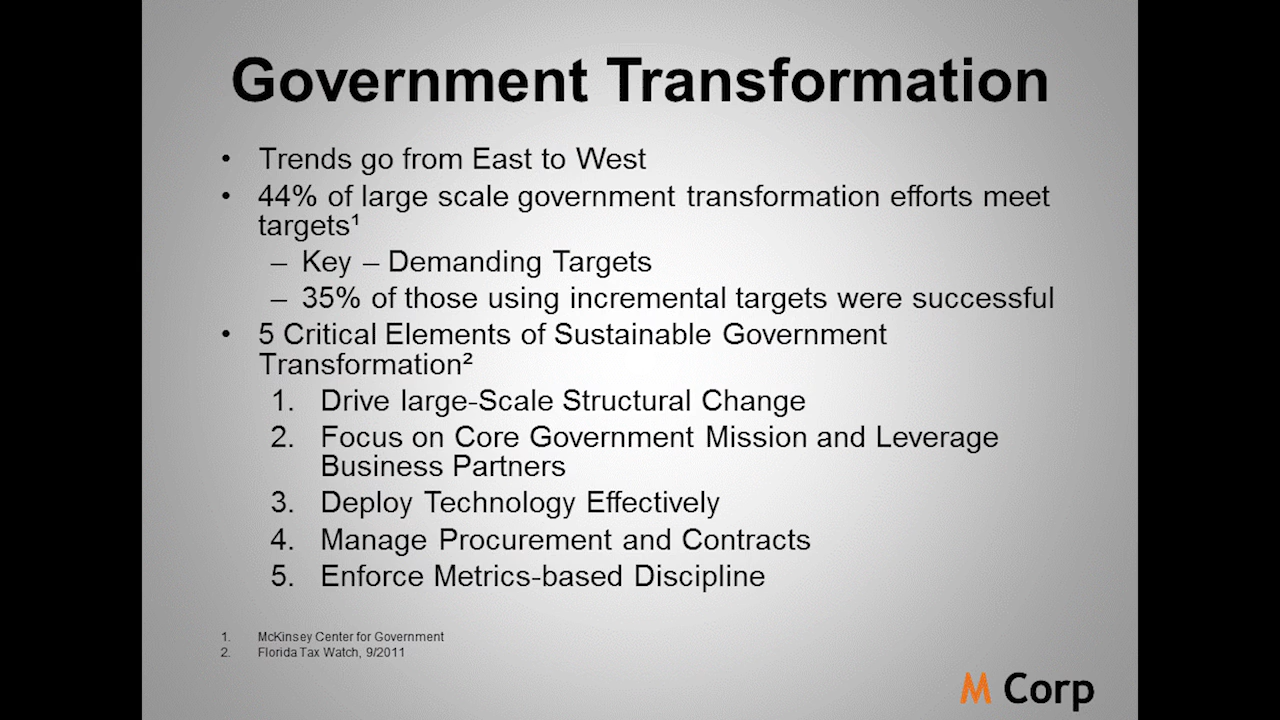 Government Transformation
• Trends go from East to West
• 44% of large scale government transformation efforts meet
targets¹
– Key – Demanding Targets
– 35% of those using incremental targets were successful
• 5 Critical Elements of Sustainable Government
Transformation²
1. Drive large-Scale Structural Change
2. Focus on Core Government Mission and Leverage
Business Partners
3. Deploy Technology Effectively
4. Manage Procurement and Contracts
5. Enforce Metrics-based Discipline
1. McKinsey Center for Government
2. Florida Tax Watch, 9/2011
M Corp